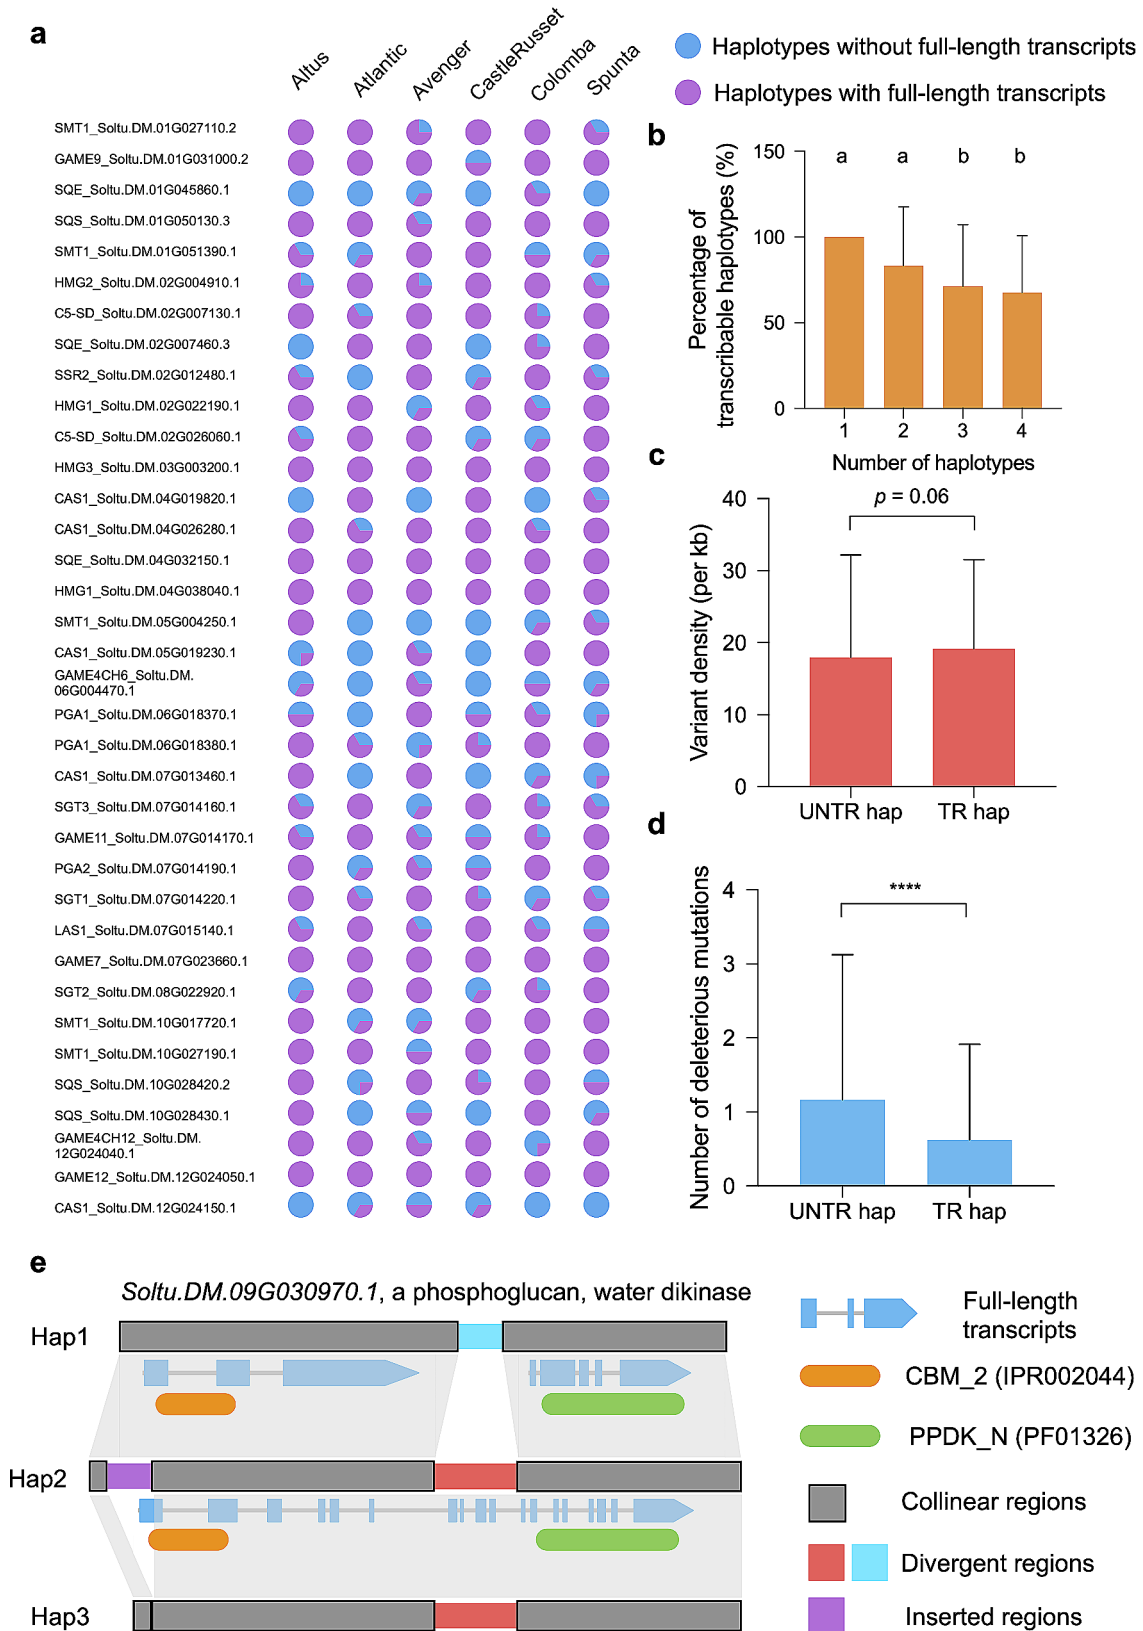 a
Altus
Atlantic
Avenger
CastleRusset
Colomba
Spunta
Haplotypes without full-length transcripts
Haplotypes with full-length transcripts
SMT1_Soltu.DM.01G027110.2
GAME9_Soltu.DM.01G031000.2
SQE_Soltu.DM.01G045860.1
SQS_Soltu.DM.01G050130.3
SMT1_Soltu.DM.01G051390.1
HMG2_Soltu.DM.02G004910.1
C5-SD_Soltu.DM.02G007130.1
SQE_Soltu.DM.02G007460.3
SSR2_Soltu.DM.02G012480.1
HMG1_Soltu.DM.02G022190.1
C5-SD_Soltu.DM.02G026060.1
HMG3_Soltu.DM.03G003200.1
CAS1_Soltu.DM.04G019820.1
CAS1_Soltu.DM.04G026280.1
SQE_Soltu.DM.04G032150.1
HMG1_Soltu.DM.04G038040.1
SMT1_Soltu.DM.05G004250.1
CAS1_Soltu.DM.05G019230.1
GAME4CH6_Soltu.DM.
06G004470.1
PGA1_Soltu.DM.06G018370.1
PGA1_Soltu.DM.06G018380.1
CAS1_Soltu.DM.07G013460.1
SGT3_Soltu.DM.07G014160.1
GAME11_Soltu.DM.07G014170.1
PGA2_Soltu.DM.07G014190.1
SGT1_Soltu.DM.07G014220.1
LAS1_Soltu.DM.07G015140.1
GAME7_Soltu.DM.07G023660.1
SGT2_Soltu.DM.08G022920.1
SMT1_Soltu.DM.10G017720.1
SMT1_Soltu.DM.10G027190.1
SQS_Soltu.DM.10G028420.2
SQS_Soltu.DM.10G028430.1
GAME4CH12_Soltu.DM.
12G024040.1
GAME12_Soltu.DM.12G024050.1
CAS1_Soltu.DM.12G024150.1
b
Percentage of
transcribable haplotypes (%)
150
100
50
0
a a b b
1 2 3 4
Number of haplotypes
c
Variant density (per kb)
40
30
20
10
0
p = 0.06
UNTR hap TR hap
d
Number of deleterious mutations
4
3
2
1
0
****
UNTR hap TR hap
e
Soltu.DM.09G030970.1, a phosphoglucan, water dikinase
Hap1
Hap2
Hap3
Full-length
transcripts
CBM_2 (IPR002044)
PPDK_N (PF01326)
Collinear regions
Divergent regions
Inserted regions